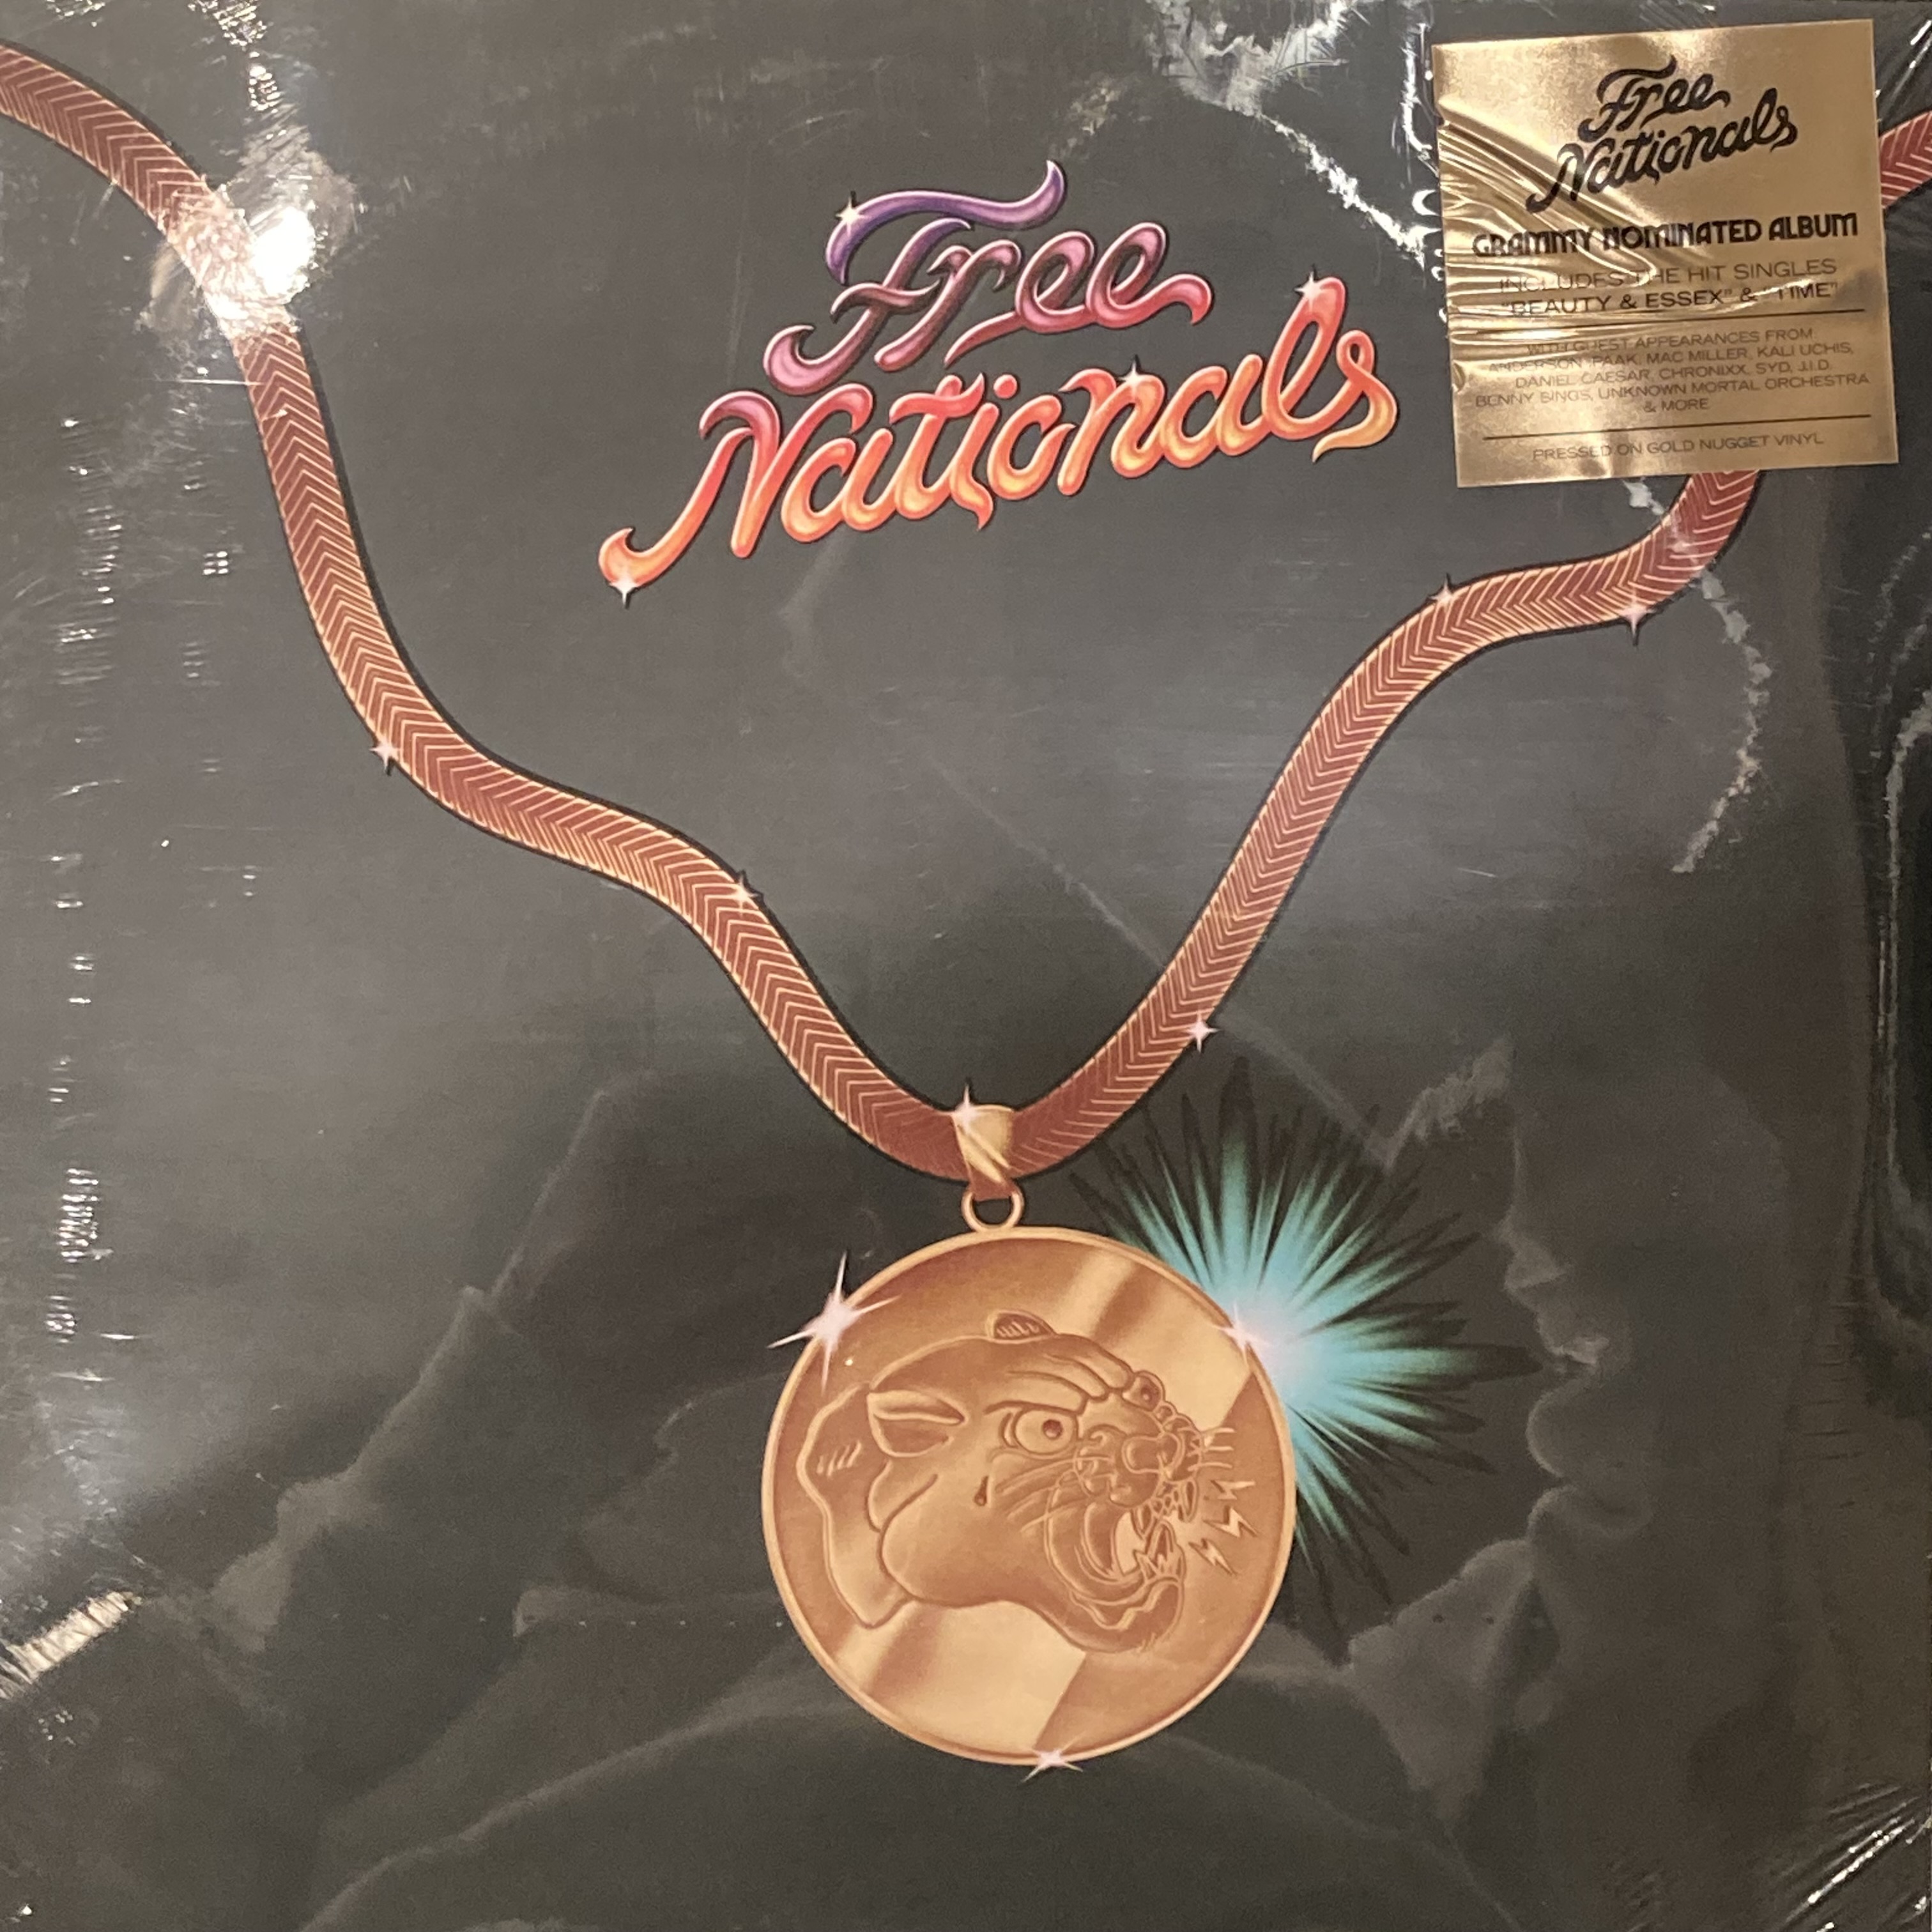 Free
Nationals
Free
Nationals
GRAMMY NOMINATED ALBUM
INCLUDES THE HIT SINGLES
"BEAUTY & ESSEX" & "TIME"
WITH GUEST APPEARANCES FROM
ANDERSON .PAAK, MAC MILLER, KALI UCHIS,
DANIEL CAESAR, CHRONIXX, SYD, J.I.D.
BENNY SINGS, UNKNOWN MORTAL ORCHESTRA
& MORE
PRESSED ON GOLD NUGGET VINYL